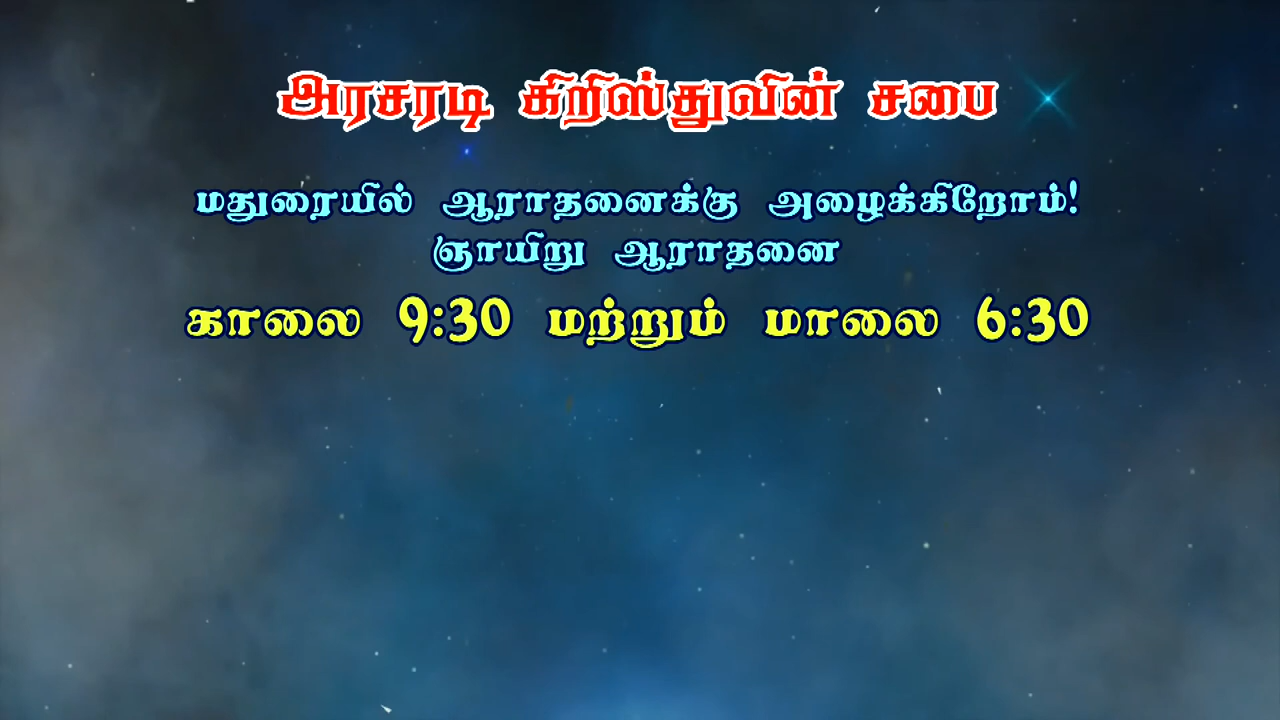 அரசரடி கிறிஸ்துவின் சபை
மதுரையில் ஆராதனைக்கு அழைக்கிறோம்!
ஞாயிறு ஆராதனை
காலை 9:30 மற்றும் மாலை 6:30